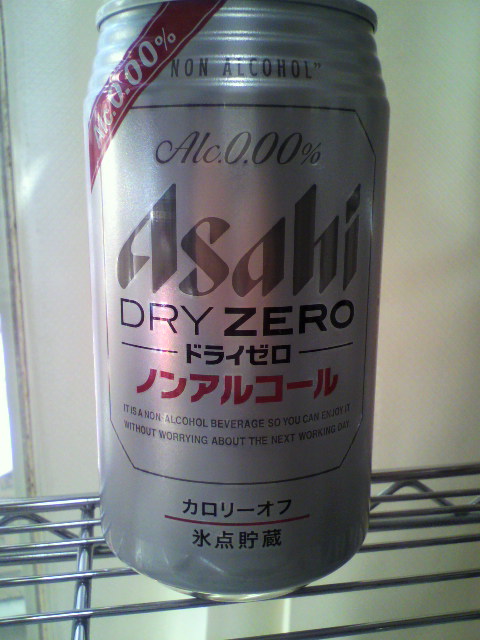 Alc.0.00%
NON ALCOHOL"
Alc.0.00%
Asahi
DRY ZERO
ドライゼロ
ノンアルコール
IT IS A NON-ALCOHOL BEVERAGE SO YOU CAN ENJOY IT
WITHOUT WORRYING ABOUT THE NEXT WORKING DAY.
カロリーオフ
氷点貯蔵